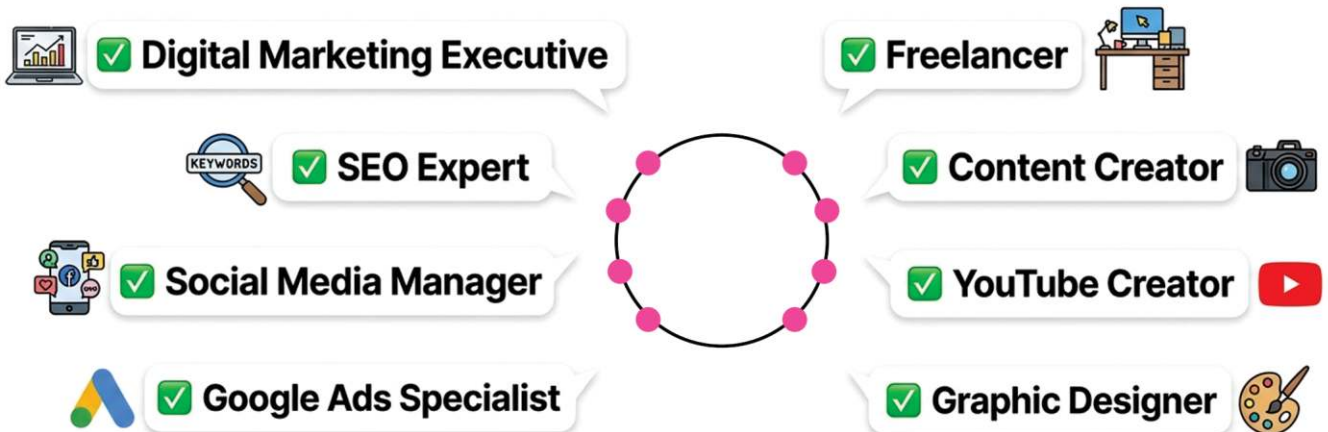 ✅ Digital Marketing Executive
KEYWORDS
✅ SEO Expert
✅ Social Media Manager
✅ Google Ads Specialist
✅ Freelancer
✅ Content Creator
✅ YouTube Creator
✅ Graphic Designer